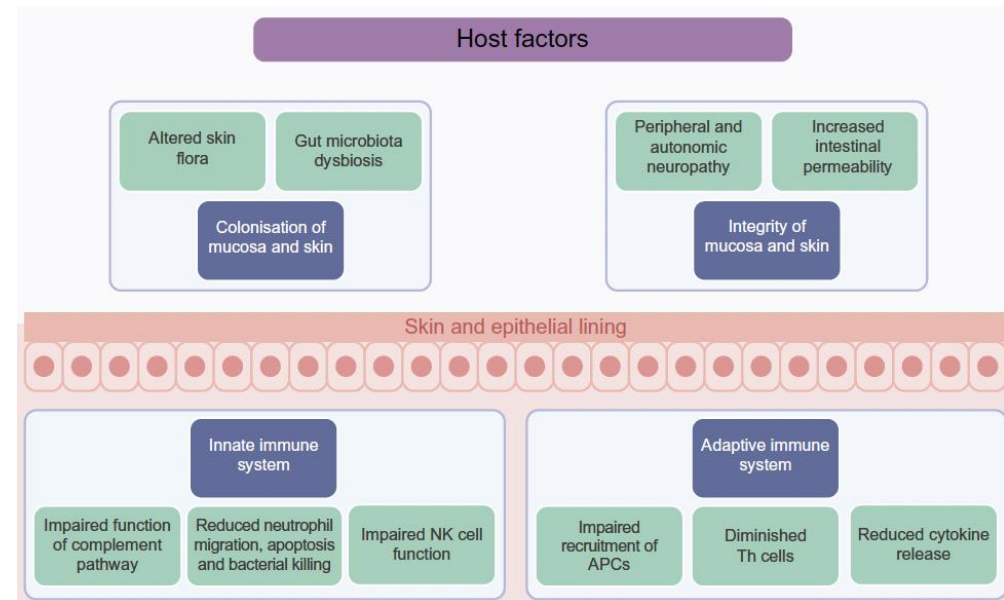 Host factors
Altered skin
flora
Gut microbiota
dysbiosis
Colonisation of
mucosa and skin
Peripheral and
autonomic
neuropathy
Increased
intestinal
permeability
Integrity of
mucosa and skin
Skin and epithelial lining
Innate immune
system
Impaired function
of complement
pathway
Reduced neutrophil
migration, apoptosis
and bacterial killing
Impaired NK cell
function
Adaptive immune
system
Impaired
recruitment of
APCs
Diminished
Th cells
Reduced cytokine
release